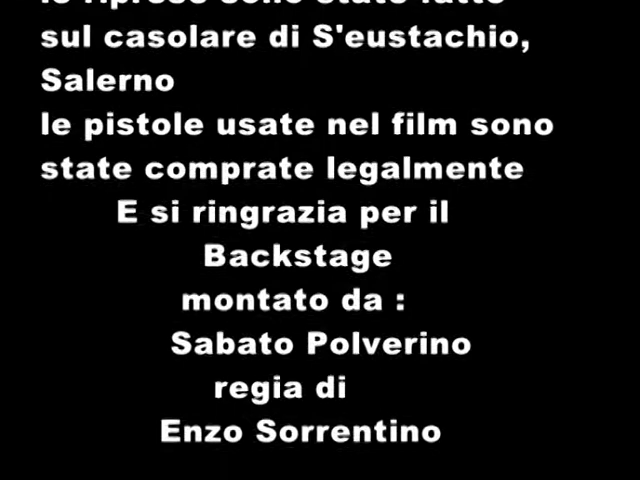 le riprese sono state fatte
sul casolare di S'eustachio,
Salerno
le pistole usate nel film sono
state comprate legalmente
E si ringrazia per il
Backstage
montato da :
Sabato Polverino
regia di
Enzo Sorrentino